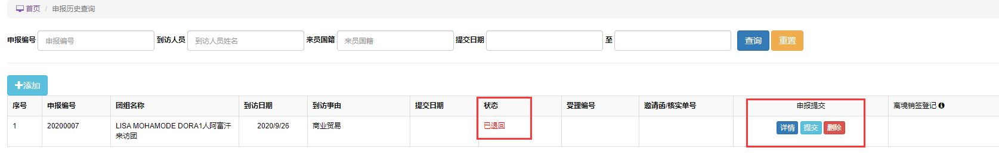 首页 / 申报历史查询
申报编号 申报编号 到访人员 到访人员姓名 来员国籍 来员国籍 提交日期 至 查询 重置
添加
序号 申报编号 团组名称 到访日期 到访事由 提交日期 状态 受理编号 邀请函/核实单号 申报提交 离境销签登记
1 20200007 LISA MOHAMODE DORA1人阿富汗 2020/9/26 商业贸易 已退回 详情 提交 删除
来访团